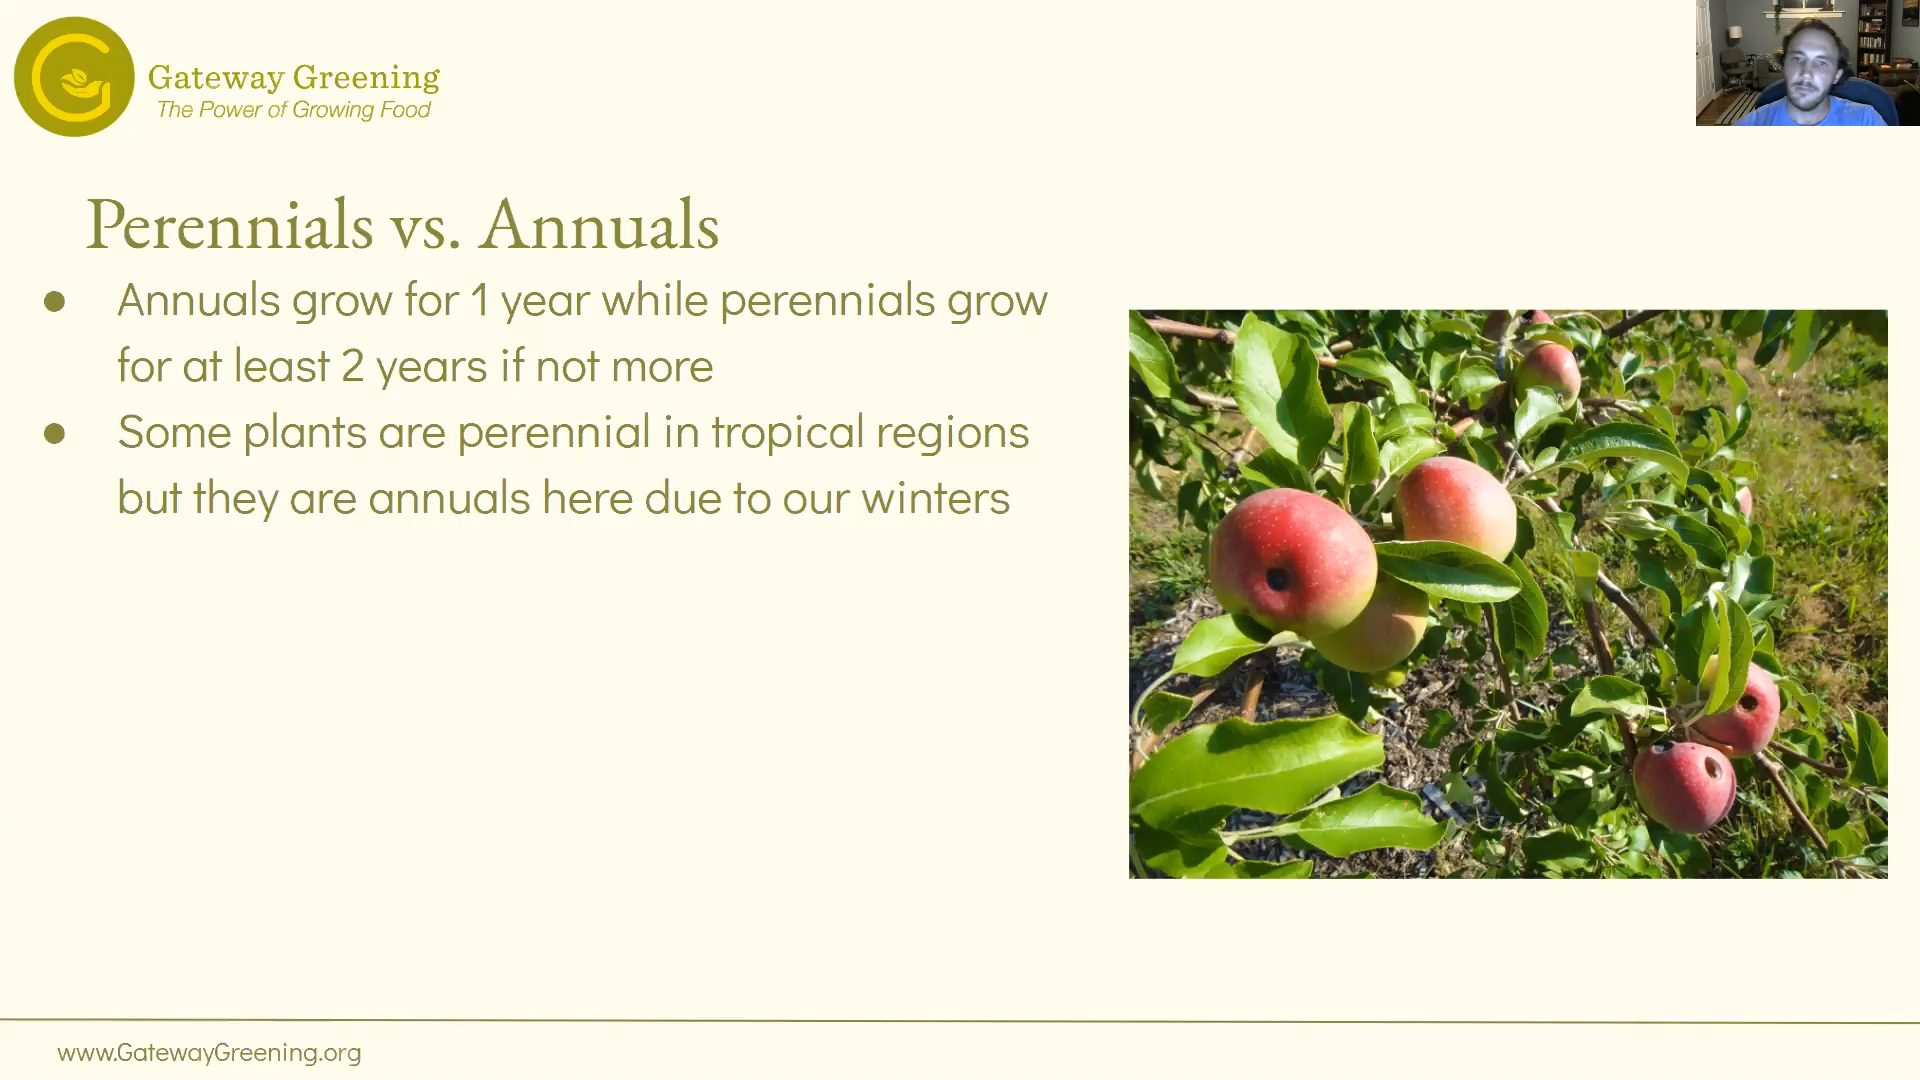 Gateway Greening
The Power of Growing Food
Perennials vs. Annuals
● Annuals grow for 1 year while perennials grow
for at least 2 years if not more
● Some plants are perennial in tropical regions
but they are annuals here due to our winters
www.GatewayGreening.org